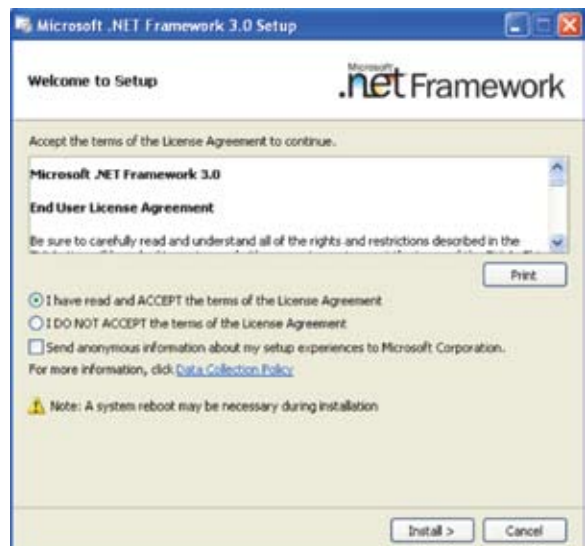 Microsoft .NET Framework 3.0 Setup
Welcome to Setup
Microsoft
.net Framework
Accept the terms of the License Agreement to continue.
Microsoft .NET Framework 3.0
End User License Agreement
Be sure to carefully read and understand all of the rights and restrictions described in the
Print
I have read and ACCEPT the terms of the License Agreement
I DO NOT ACCEPT the terms of the License Agreement
Send anonymous information about my setup experiences to Microsoft Corporation.
For more information, click Data Collection Policy
Note: A system reboot may be necessary during installation
Install >
Cancel